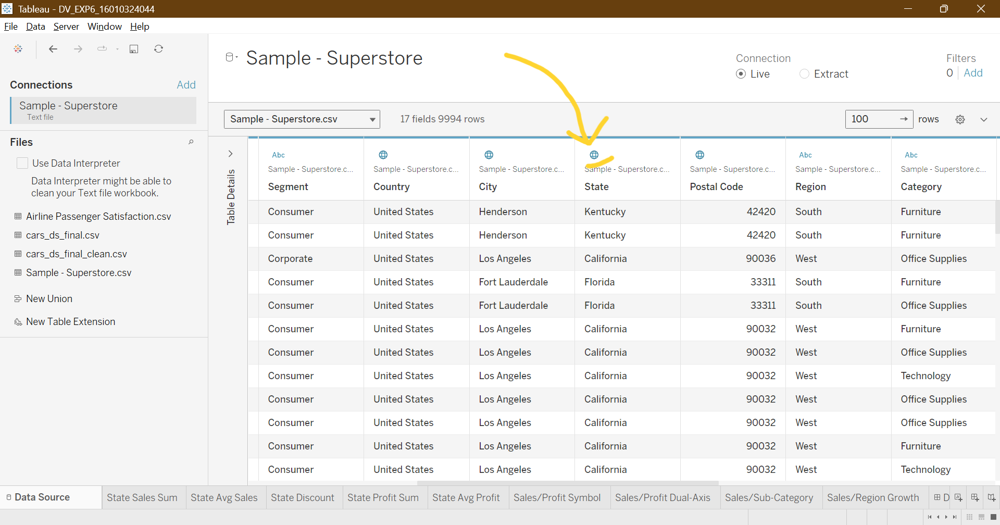 Tableau - DV_EXP6_16010324044
File Data Server Window Help
Connections Add
Sample - Superstore
Text file
Files
Use Data Interpreter
Data Interpreter might be able to
clean your Text file workbook.
Airline Passenger Satisfaction.csv
cars_ds_final.csv
cars_ds_final_clean.csv
Sample - Superstore.csv
New Union
New Table Extension
Sample - Superstore
Connection
Live Extract
Filters
0 Add
Sample - Superstore.csv 17 fields 9994 rows 100 rows
Table Details
Abc Abc Abc
Sample - Superstore.c... Sample - Superstore.c... Sample - Superstore.c... Sample - Superstore.c... Sample - Superstore.c... Sample - Superstore.c... Sample - Superstore.c...
Segment Country City State Postal Code Region Category
Consumer United States Henderson Kentucky 42420 South Furniture
Consumer United States Henderson Kentucky 42420 South Furniture
Corporate United States Los Angeles California 90036 West Office Supplies
Consumer United States Fort Lauderdale Florida 33311 South Furniture
Consumer United States Fort Lauderdale Florida 33311 South Office Supplies
Consumer United States Los Angeles California 90032 West Furniture
Consumer United States Los Angeles California 90032 West Office Supplies
Consumer United States Los Angeles California 90032 West Technology
Consumer United States Los Angeles California 90032 West Office Supplies
Consumer United States Los Angeles California 90032 West Office Supplies
Consumer United States Los Angeles California 90032 West Furniture
Consumer United States Los Angeles California 90032 West Technology
Data Source State Sales Sum State Avg Sales State Discount State Profit Sum State Avg Profit Sales/Profit Symbol Sales/Profit Dual-Axis Sales/Sub-Category Sales/Region Growth D